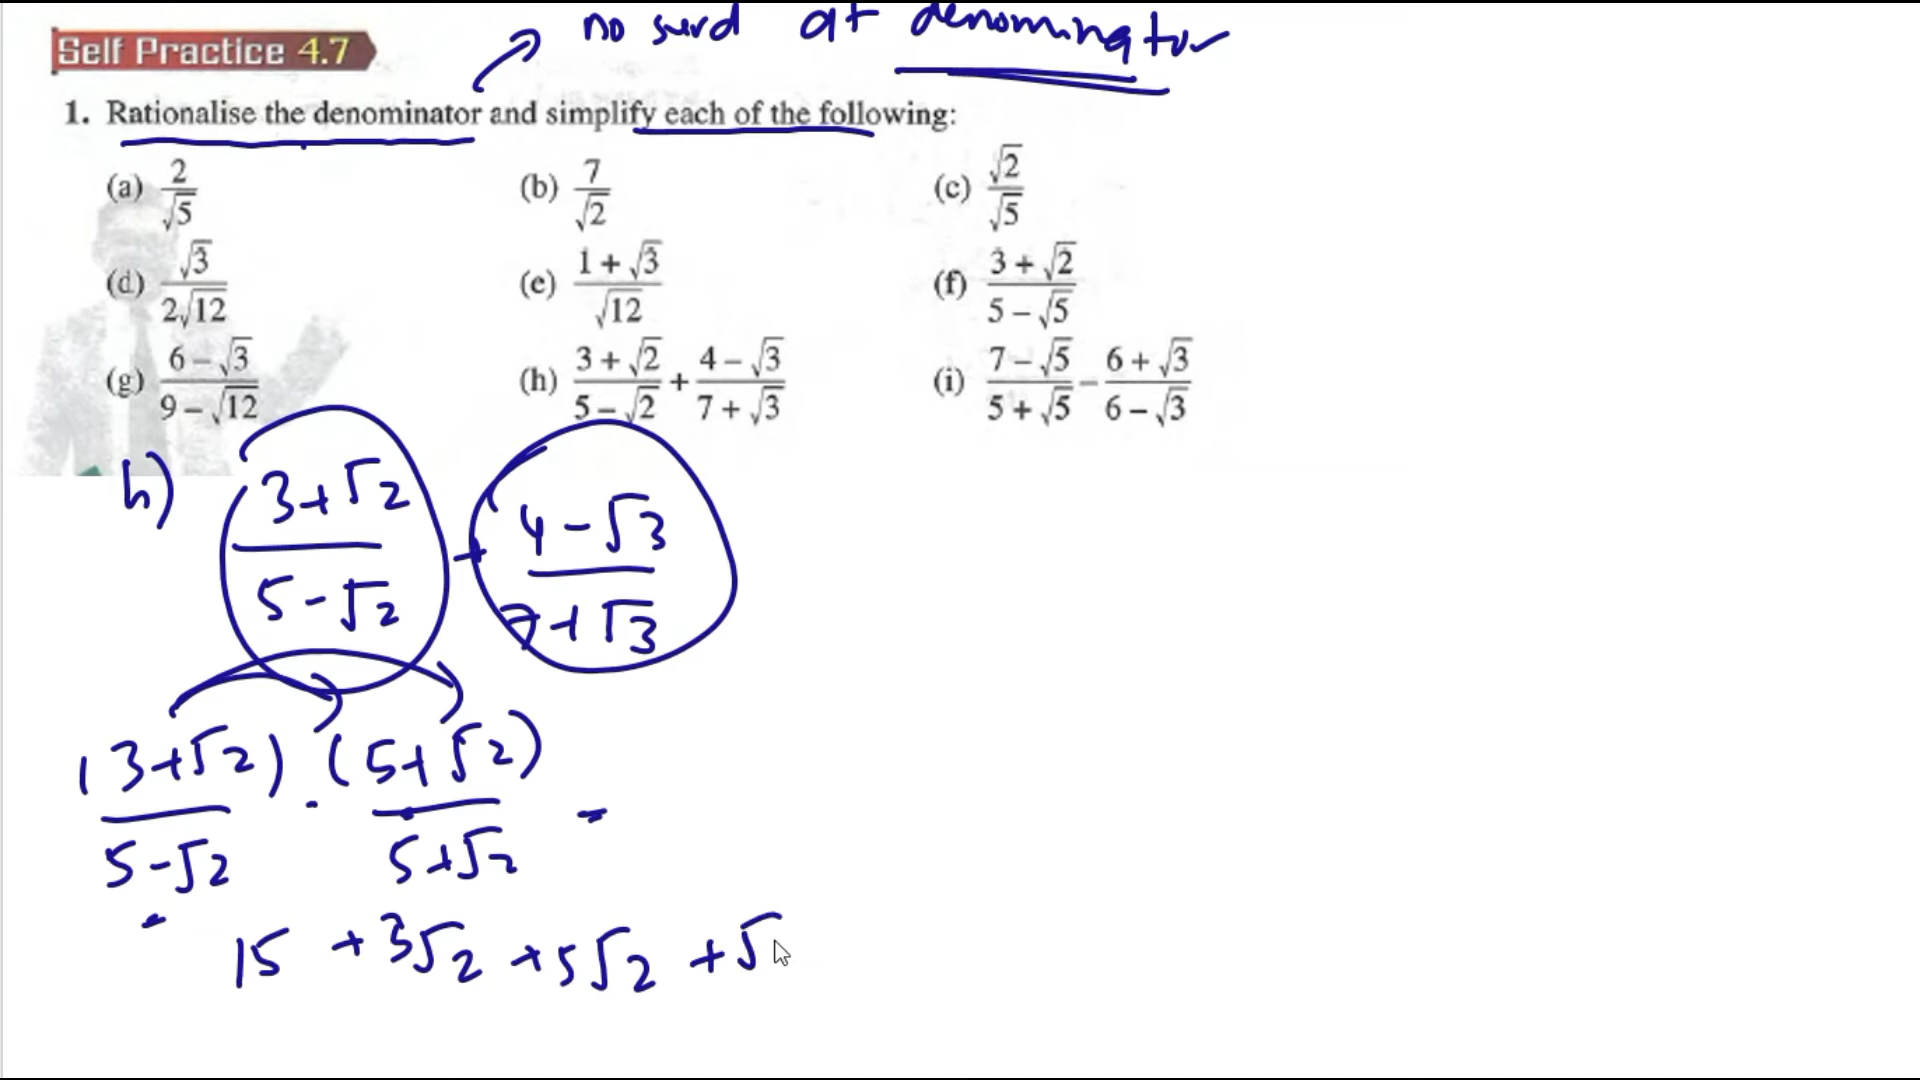 no surd at denominator
Self Practice 4.7
1. Rationalise the denominator and simplify each of the following:
(a) 2/√5 (b) 7/√2 (c) √2/√5
(d) √3/2√12 (e) 1 + √3/√12 (f) 3 + √2/5 – √5
(g) 6 – √3/9 – √12 (h) 3 + √2/5 – √2 + 4 – √3/7 + √3 (i) 7 – √5/5 + √5 – 6 + √3/6 – √3
h) 3+√2/5-√2 + 4-√3/7+√3
(3+√2)/5-√2 · (5+√2)/5+√2 =
= 15 +3√2 +5√2 +√